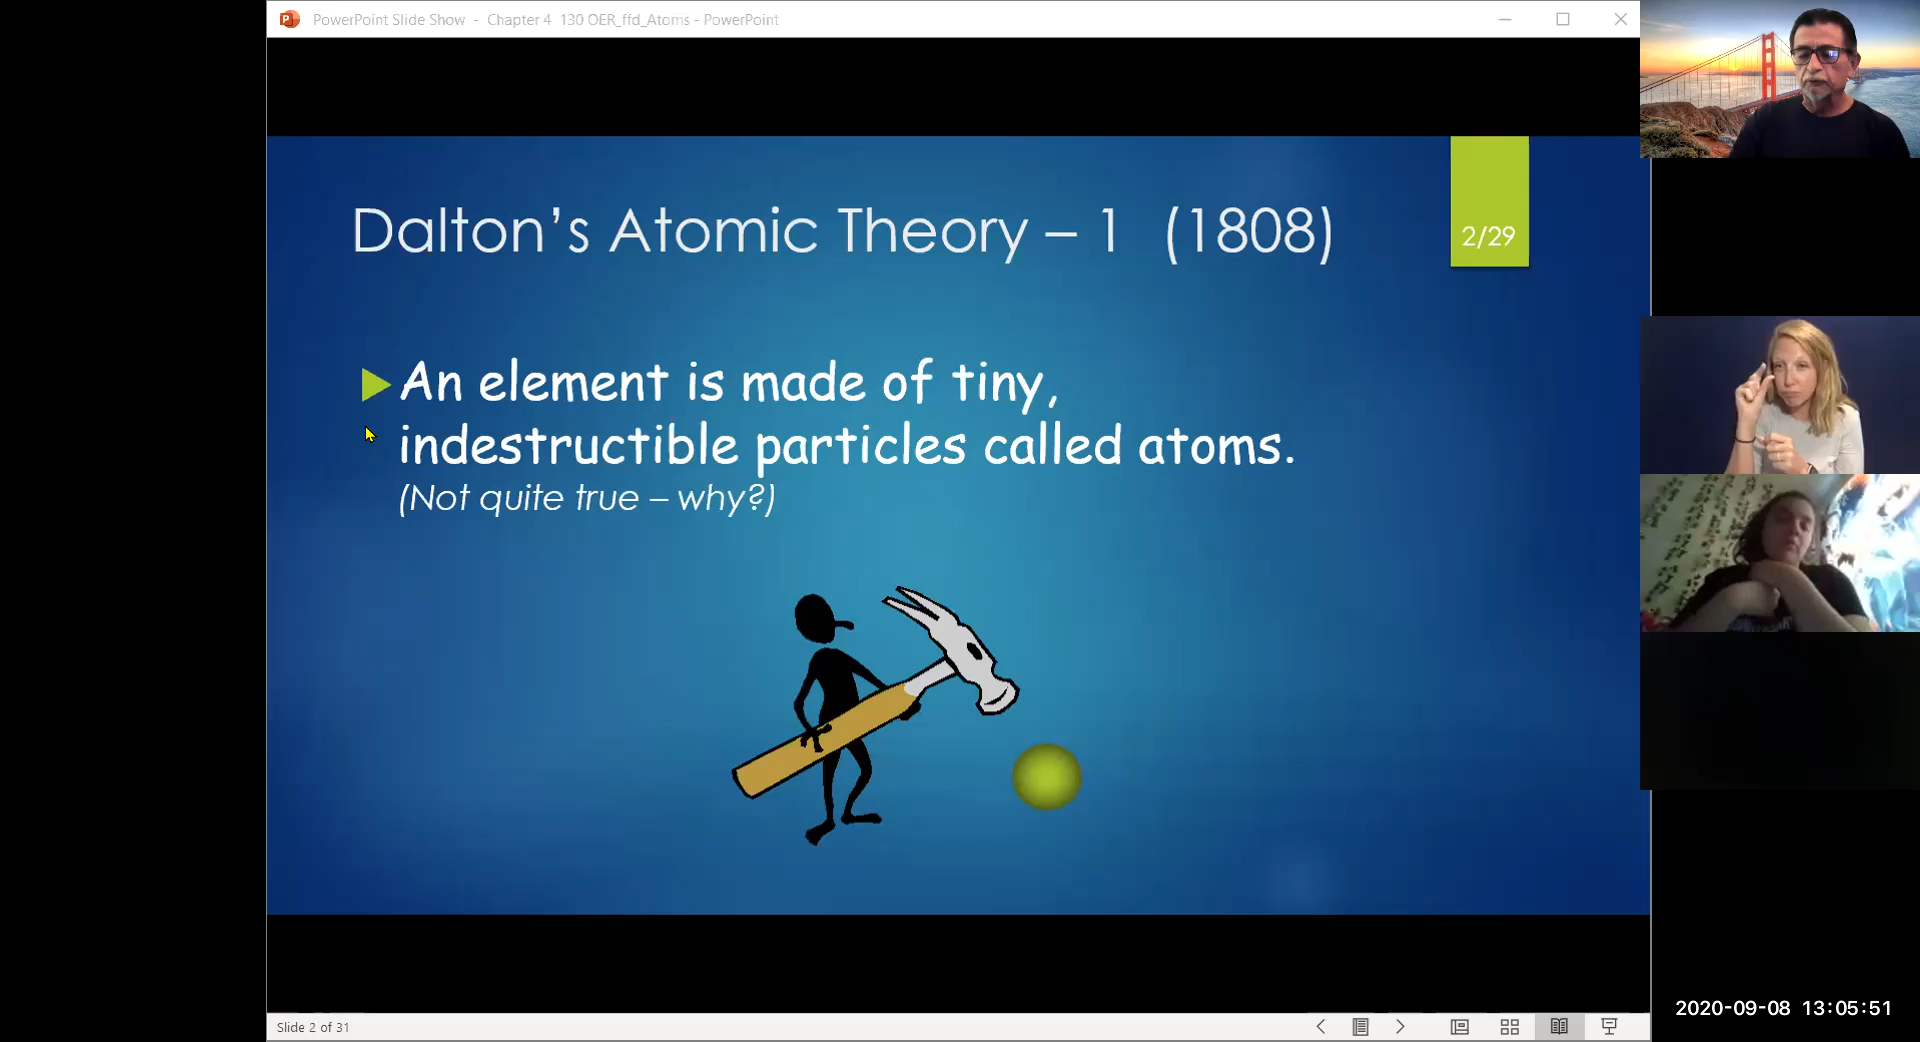 PowerPoint Slide Show - Chapter 4 130 OER_ffd_Atoms - PowerPoint
Dalton’s Atomic Theory – 1 (1808)
2/29
An element is made of tiny,
indestructible particles called atoms.
(Not quite true – why?)
Slide 2 of 31
2020-09-08 13:05:51